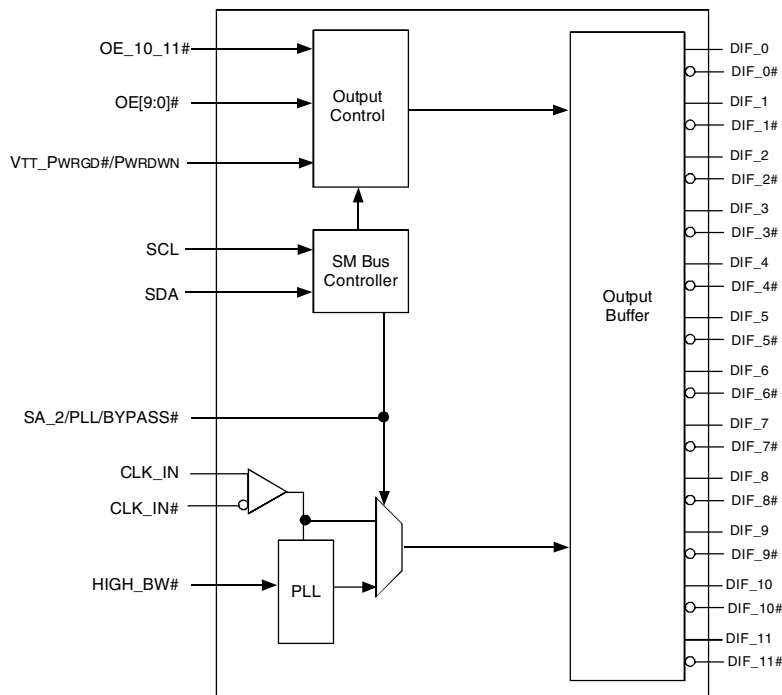 OE_10_11#
OE[9:0]#
VTT_PWRGD#/PWRDWN
SCL
SDA
SA_2/PLL/BYPASS#
CLK_IN
CLK_IN#
HIGH_BW#
Output
Control
SM Bus
Controller
PLL
Output
Buffer
DIF_0
DIF_0#
DIF_1
DIF_1#
DIF_2
DIF_2#
DIF_3
DIF_3#
DIF_4
DIF_4#
DIF_5
DIF_5#
DIF_6
DIF_6#
DIF_7
DIF_7#
DIF_8
DIF_8#
DIF_9
DIF_9#
DIF_10
DIF_10#
DIF_11
DIF_11#